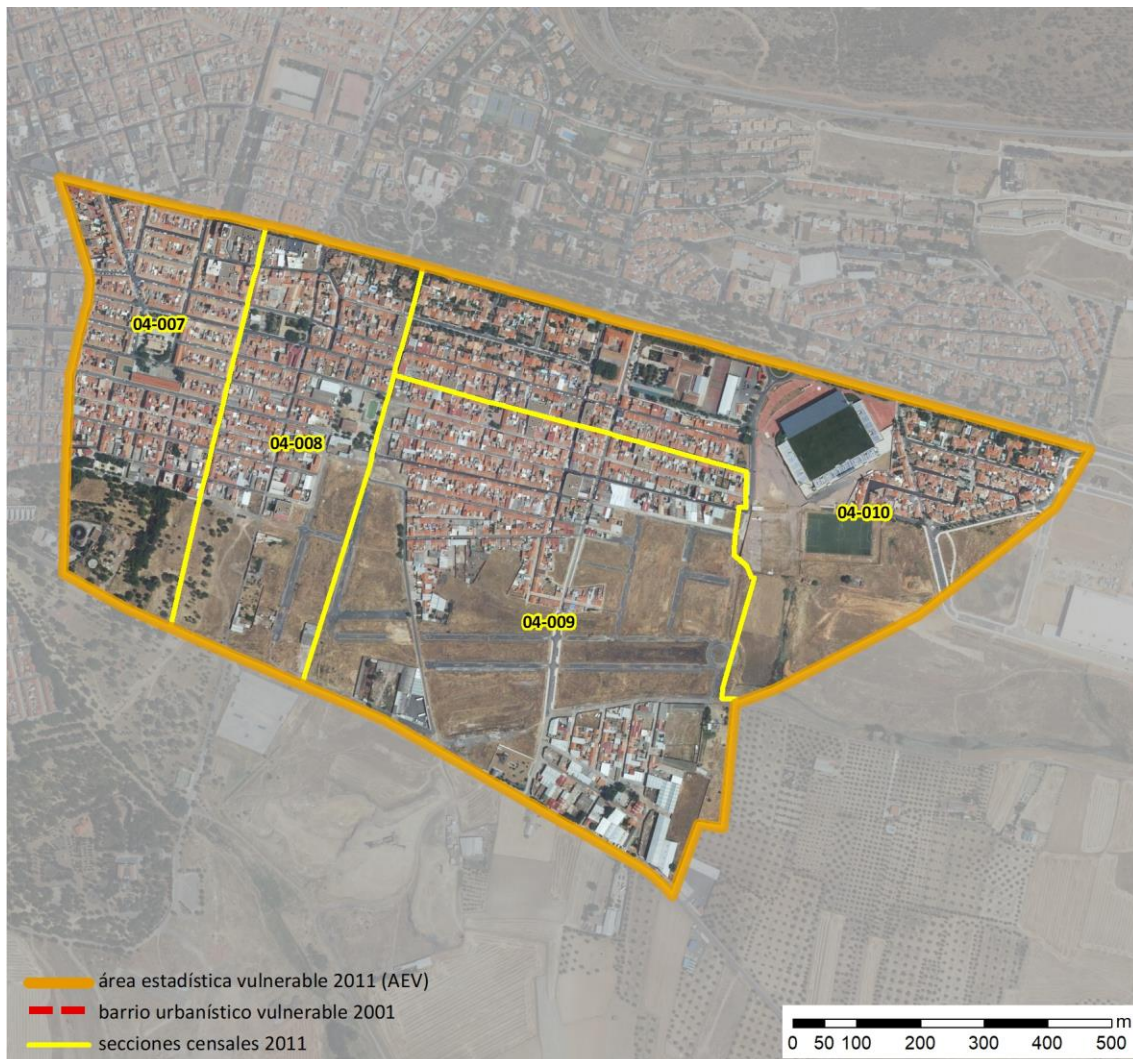 04-007
04-008
04-010
04-009
área estadística vulnerable 2011 (AEV)
barrio urbanístico vulnerable 2001
secciones censales 2011
m
0 50 100 200 300 400 500